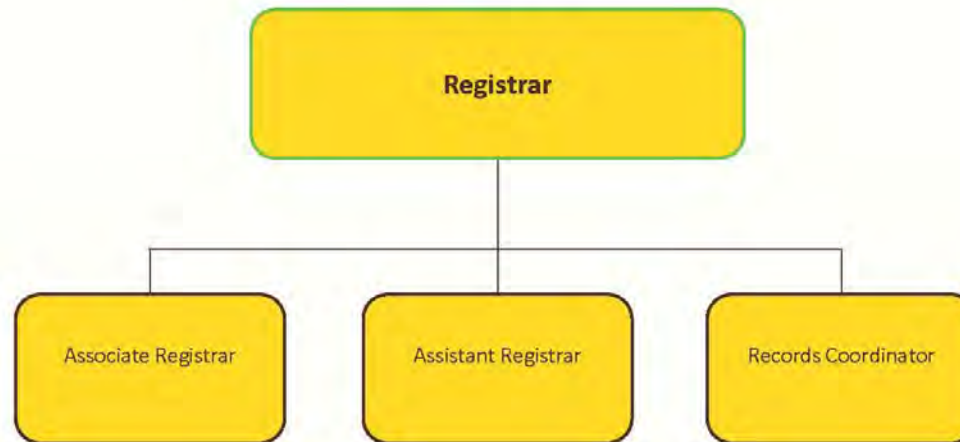 Registrar
Associate Registrar
Assistant Registrar
Records Coordinator